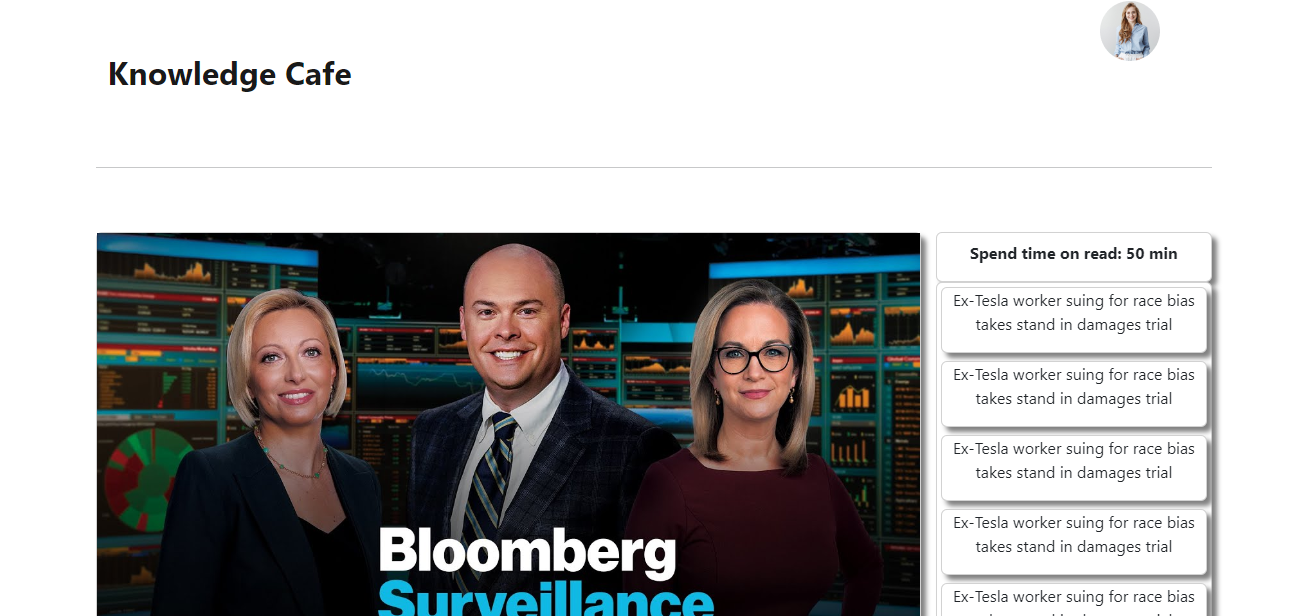 Knowledge Cafe
Bloomberg
Surveillance
Spend time on read: 50 min
Ex-Tesla worker suing for race bias
takes stand in damages trial
Ex-Tesla worker suing for race bias
takes stand in damages trial
Ex-Tesla worker suing for race bias
takes stand in damages trial
Ex-Tesla worker suing for race bias
takes stand in damages trial
Ex-Tesla worker suing for race bias